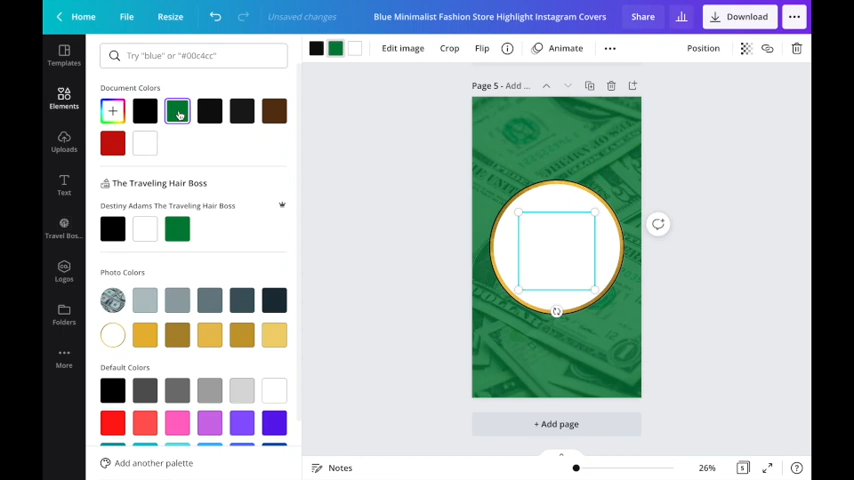 Home File Resize Unsaved changes Blue Minimalist Fashion Store Highlight Instagram Covers Share Download
Templates
Elements
Uploads
Text
Travel Bos...
Logos
Folders
More
Try "blue" or "#00c4cc"
Document Colors
The Traveling Hair Boss
Destiny Adams The Traveling Hair Boss
Photo Colors
Default Colors
Add another palette
Edit image Crop Flip Animate Position
Page 5 - Add ...
+ Add page
Notes 26% 5